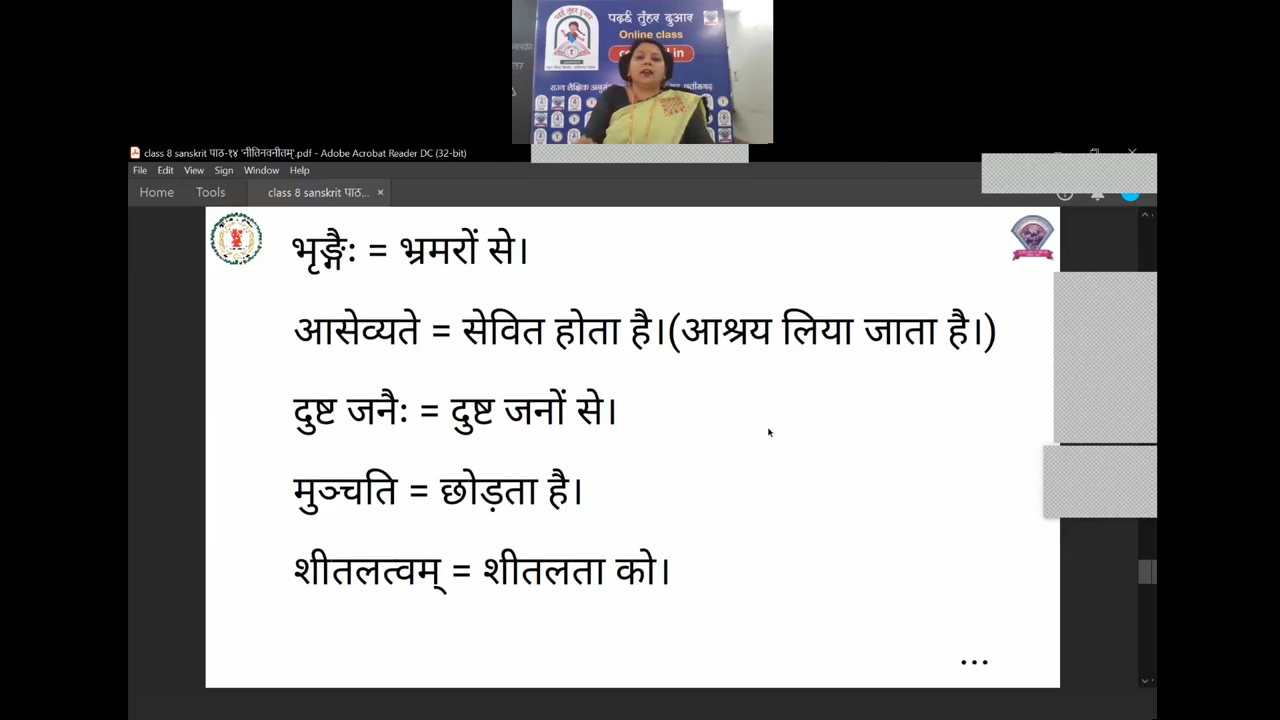 पढ़ई तुंहर दुआर
Online class
राज्य शैक्षिक
छत्तीसगढ़
class 8 sanskrit पाठ-१४ 'नीतिनवनीतम्'.pdf - Adobe Acrobat Reader DC (32-bit)
File Edit View Sign Window Help
Home Tools class 8 sanskrit पाठ... ×
भृङ्गैः = भ्रमरों से।
आसेव्यते = सेवित होता है।(आश्रय लिया जाता है।)
दुष्ट जनैः = दुष्ट जनों से।
मुञ्चति = छोड़ता है।
शीतलत्वम् = शीतलता को।
...